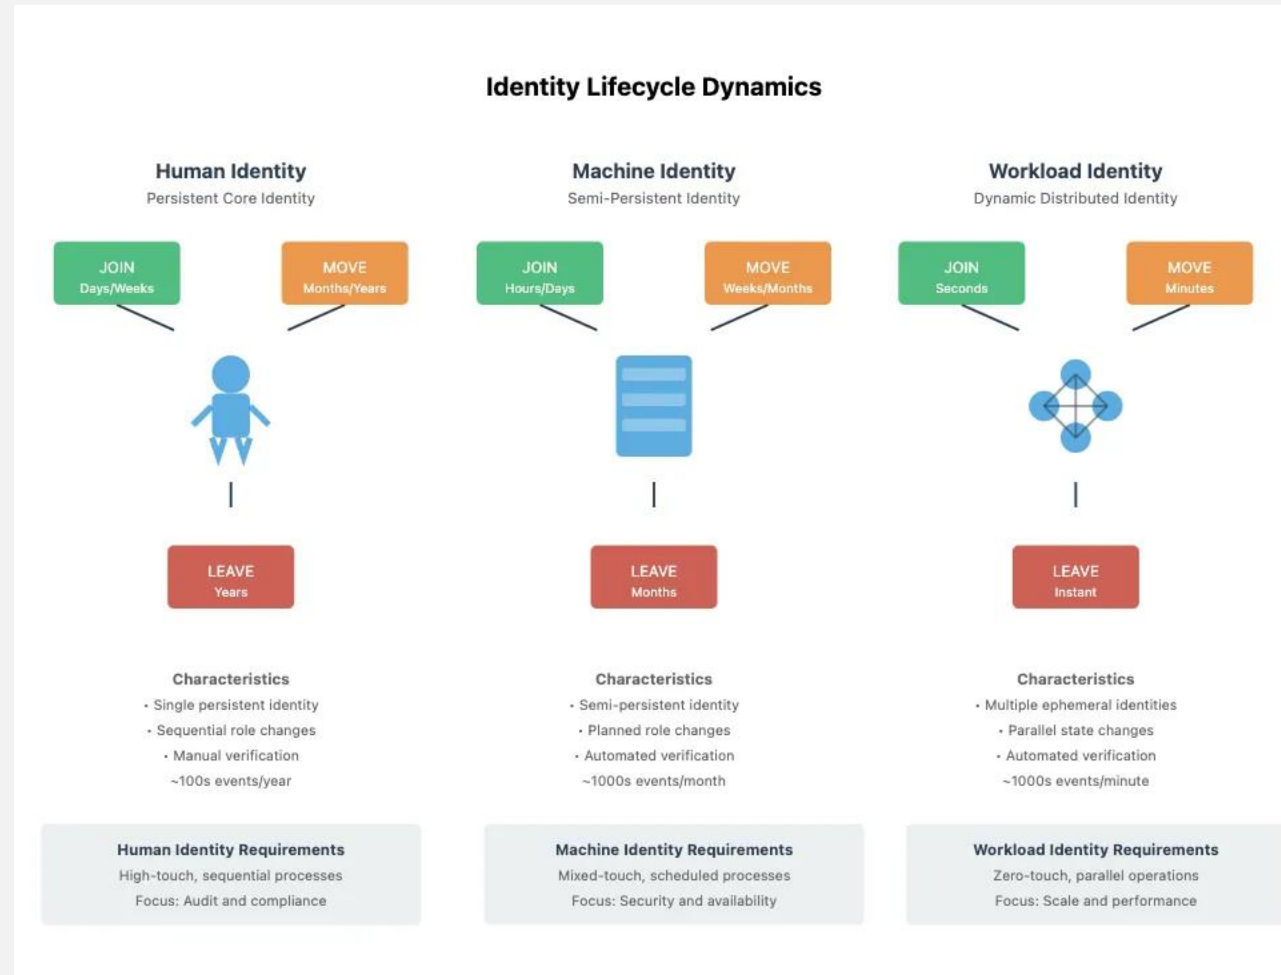 Identity Lifecycle Dynamics
Human Identity
Persistent Core Identity
JOIN
Days/Weeks
MOVE
Months/Years
LEAVE
Years
Characteristics
• Single persistent identity
• Sequential role changes
• Manual verification
~100s events/year
Human Identity Requirements
High-touch, sequential processes
Focus: Audit and compliance
Machine Identity
Semi-Persistent Identity
JOIN
Hours/Days
MOVE
Weeks/Months
LEAVE
Months
Characteristics
• Semi-persistent identity
• Planned role changes
• Automated verification
~1000s events/month
Machine Identity Requirements
Mixed-touch, scheduled processes
Focus: Security and availability
Workload Identity
Dynamic Distributed Identity
JOIN
Seconds
MOVE
Minutes
LEAVE
Instant
Characteristics
• Multiple ephemeral identities
• Parallel state changes
• Automated verification
~1000s events/minute
Workload Identity Requirements
Zero-touch, parallel operations
Focus: Scale and performance